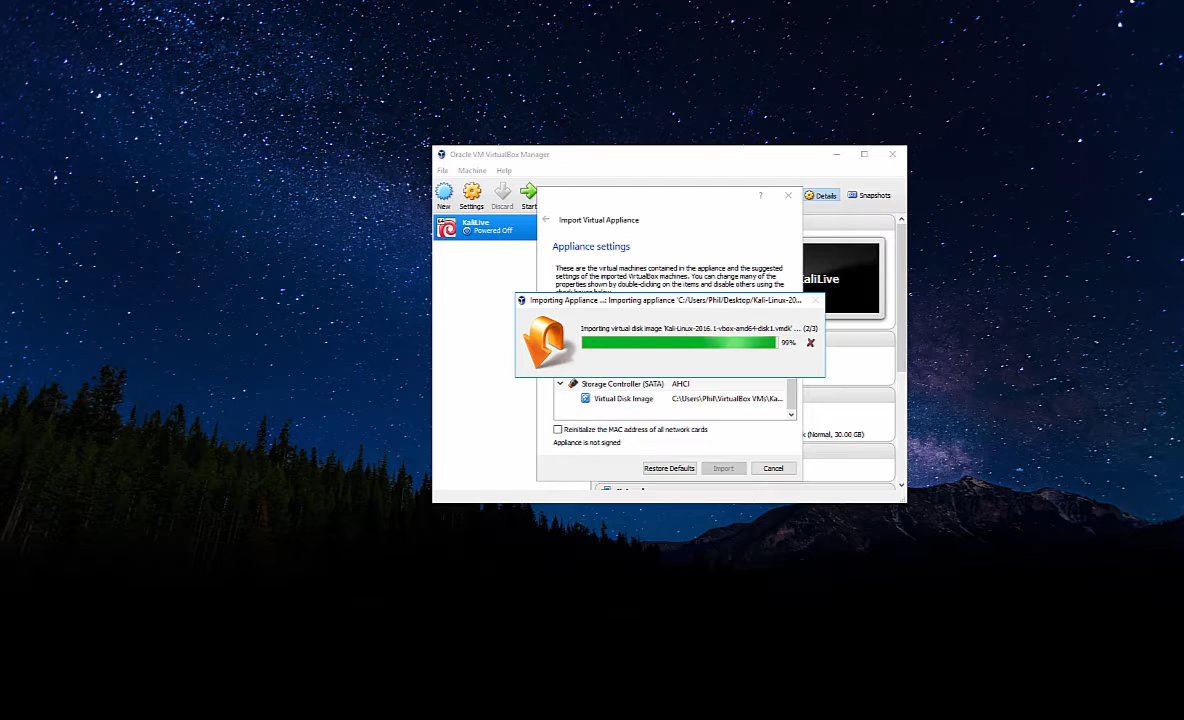 Oracle VM VirtualBox Manager
File Machine Help
New Settings Discard Start
Details Snapshots
KaliLive
Powered Off
Import Virtual Appliance
Appliance settings
These are the virtual machines contained in the appliance and the suggested
settings of the imported VirtualBox machines. You can change many of the
properties shown by double-clicking on the items and disable others using the
KaliLive
Importing Appliance ...: Importing appliance 'C:/Users/Phil/Desktop/Kali-Linux-20...
Importing virtual disk image 'Kali-Linux-2016.1-vbox-amd64-disk1.vmdk' ... (2/3)
99%
Storage Controller (SATA) AHCI
Virtual Disk Image C:\Users\Phil\VirtualBox VMs\Ka...
Reinitialize the MAC address of all network cards
Appliance is not signed
(Normal, 30.00 GB)
Restore Defaults Import Cancel